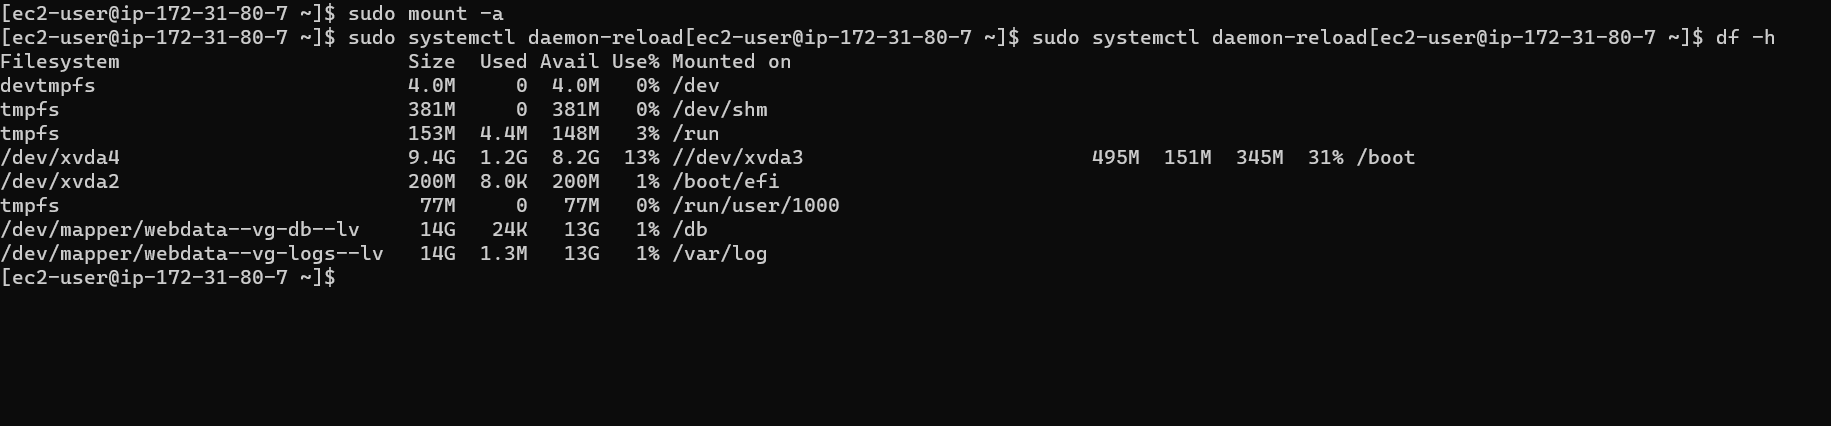 [ec2-user@ip-172-31-80-7 ~]$ sudo mount -a
[ec2-user@ip-172-31-80-7 ~]$ sudo systemctl daemon-reload[ec2-user@ip-172-31-80-7 ~]$ sudo systemctl daemon-reload[ec2-user@ip-172-31-80-7 ~]$ df -h
Filesystem                        Size  Used Avail Use% Mounted on
devtmpfs                          4.0M     0  4.0M   0% /dev
tmpfs                             381M     0  381M   0% /dev/shm
tmpfs                             153M  4.4M  148M   3% /run
/dev/xvda4                        9.4G  1.2G  8.2G  13% //dev/xvda3                        495M  151M  345M  31% /boot
/dev/xvda2                        200M  8.0K  200M   1% /boot/efi
tmpfs                              77M     0   77M   0% /run/user/1000
/dev/mapper/webdata--vg-db--lv     14G   24K   13G   1% /db
/dev/mapper/webdata--vg-logs--lv   14G  1.3M   13G   1% /var/log
[ec2-user@ip-172-31-80-7 ~]$